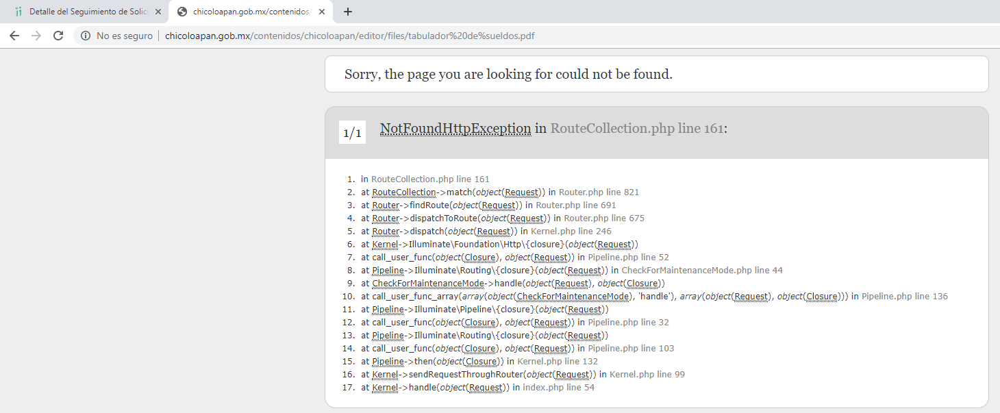 Detalle del Seguimiento de Solici
chicoloapan.gob.mx/contenidos/
No es seguro
chicoloapan.gob.mx/contenidos/chicoloapan/editor/files/tabulador%20de%sueldos.pdf
Sorry, the page you are looking for could not be found.
1/1
NotFoundHttpException in RouteCollection.php line 161:
1. in RouteCollection.php line 161
2. at RouteCollection->match(object(Request)) in Router.php line 821
3. at Router->findRoute(object(Request)) in Router.php line 691
4. at Router->dispatchToRoute(object(Request)) in Router.php line 675
5. at Router->dispatch(object(Request)) in Kernel.php line 246
6. at Kernel->Illuminate\Foundation\Http\{closure}(object(Request))
7. at call_user_func(object(Closure), object(Request)) in Pipeline.php line 52
8. at Pipeline->Illuminate\Routing\{closure}(object(Request)) in CheckForMaintenanceMode.php line 44
9. at CheckForMaintenanceMode->handle(object(Request), object(Closure))
10. at call_user_func_array(array(object(CheckForMaintenanceMode), 'handle'), array(object(Request), object(Closure))) in Pipeline.php line 136
11. at Pipeline->Illuminate\Pipeline\{closure}(object(Request))
12. at call_user_func(object(Closure), object(Request)) in Pipeline.php line 32
13. at Pipeline->Illuminate\Routing\{closure}(object(Request))
14. at call_user_func(object(Closure), object(Request)) in Pipeline.php line 103
15. at Pipeline->then(object(Closure)) in Kernel.php line 132
16. at Kernel->sendRequestThroughRouter(object(Request)) in Kernel.php line 99
17. at Kernel->handle(object(Request)) in index.php line 54